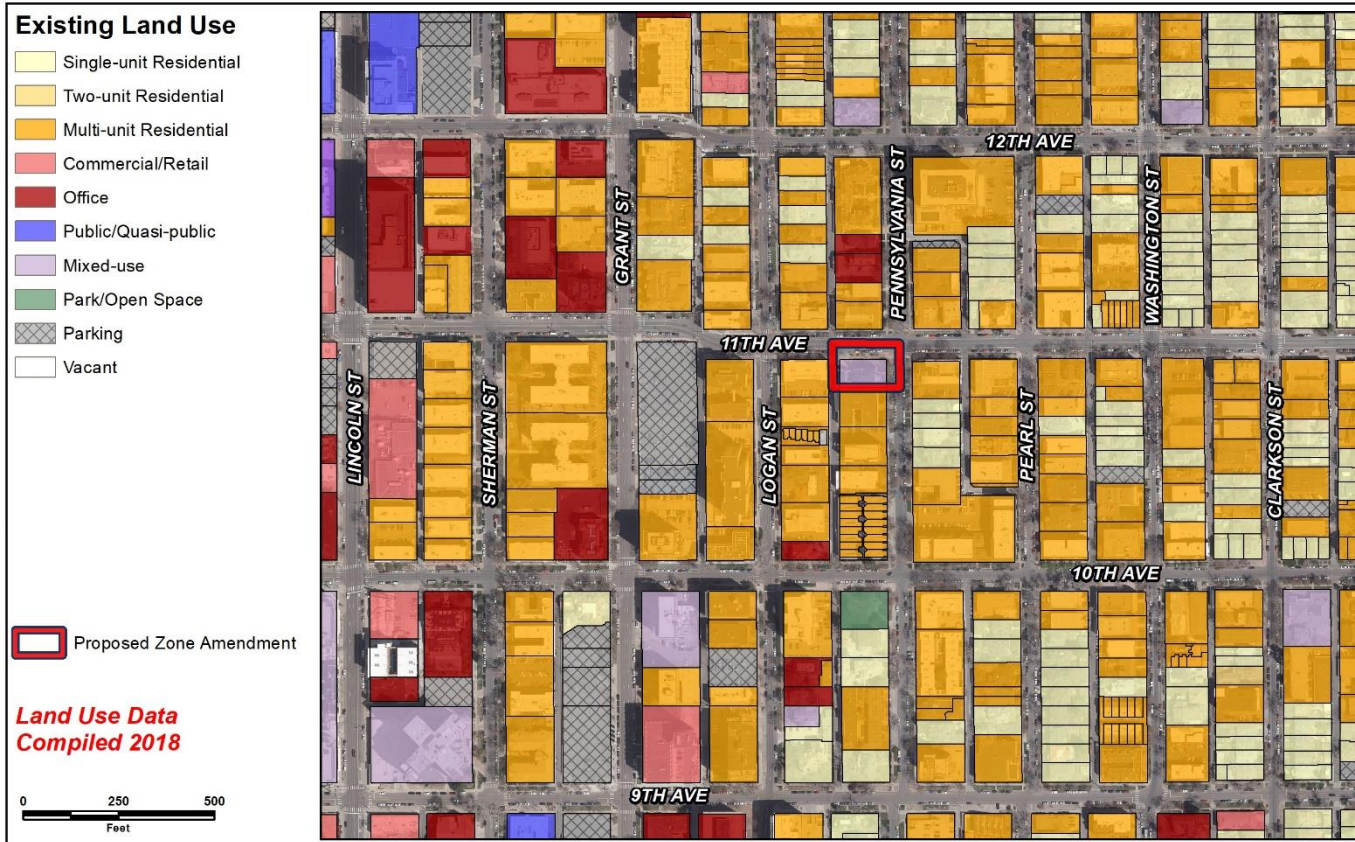 Existing Land Use
Single-unit Residential
Two-unit Residential
Multi-unit Residential
Commercial/Retail
Office
Public/Quasi-public
Mixed-use
Park/Open Space
Parking
Vacant
Proposed Zone Amendment
Land Use Data
Compiled 2018
0 250 500
Feet
12TH AVE
GRANT ST
PENNSYLVANIA ST
WASHINGTON ST
11TH AVE
LINCOLN ST
SHERMAN ST
LOGAN ST
PEARL ST
CLARKSON ST
10TH AVE
9TH AVE